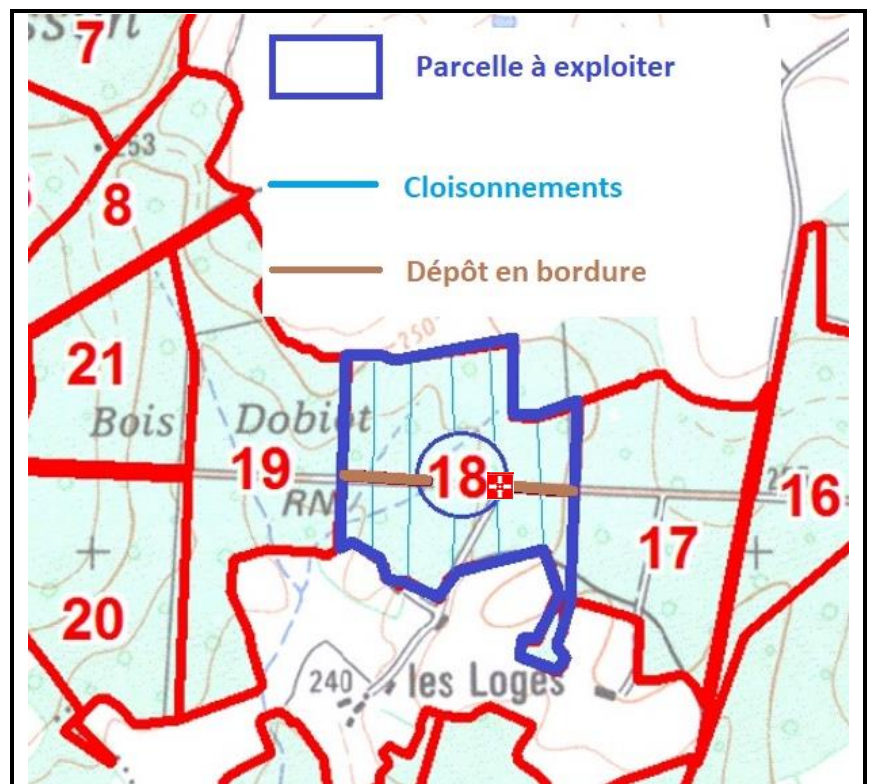 7
Parcelle à exploiter
253
8
Cloisonnements
Dépôt en bordure
250
21
Bois Dobiot
19
18
RN
16
17
20
240
les Loges